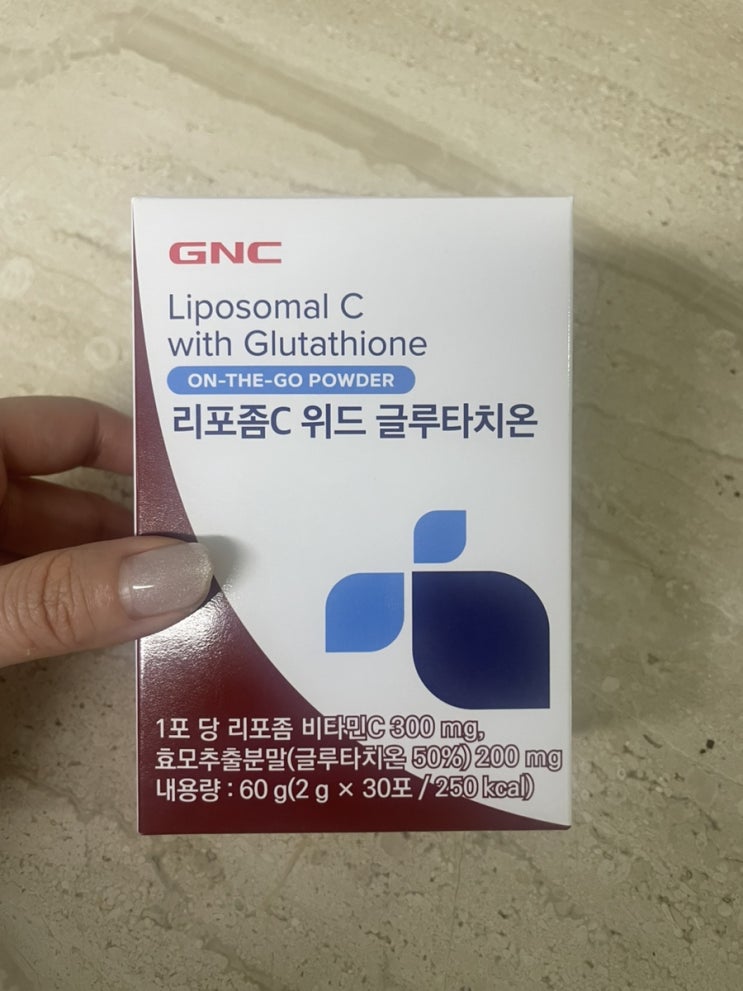 GNC
Liposomal C
with Glutathione
ON-THE-GO POWDER
리포좀C 위드 글루타치온
1포 당 리포좀 비타민C 300 mg,
효모추출분말(글루타치온 50%) 200 mg
내용량 : 60 g(2 g × 30포 / 250 kcal)